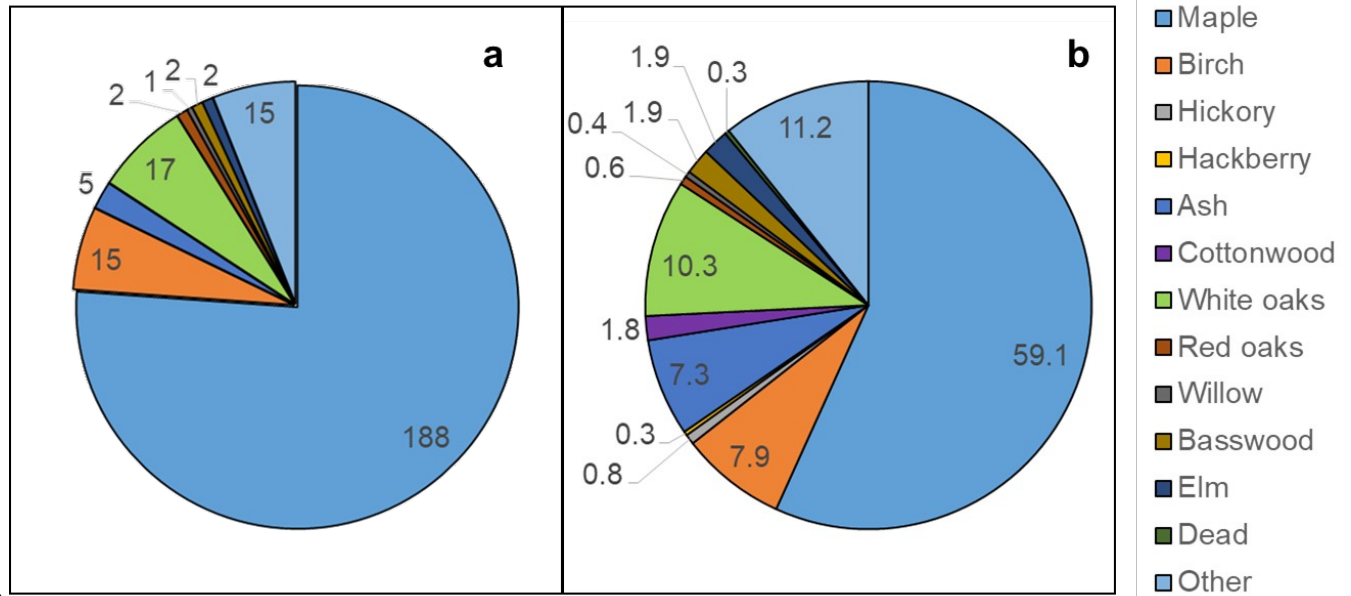 a
2
1
2
2
15
5
17
15
188
b
1.9
0.3
11.2
1.9
0.4
0.6
10.3
1.8
59.1
7.3
0.3
0.8
7.9
Maple
Birch
Hickory
Hackberry
Ash
Cottonwood
White oaks
Red oaks
Willow
Basswood
Elm
Dead
Other